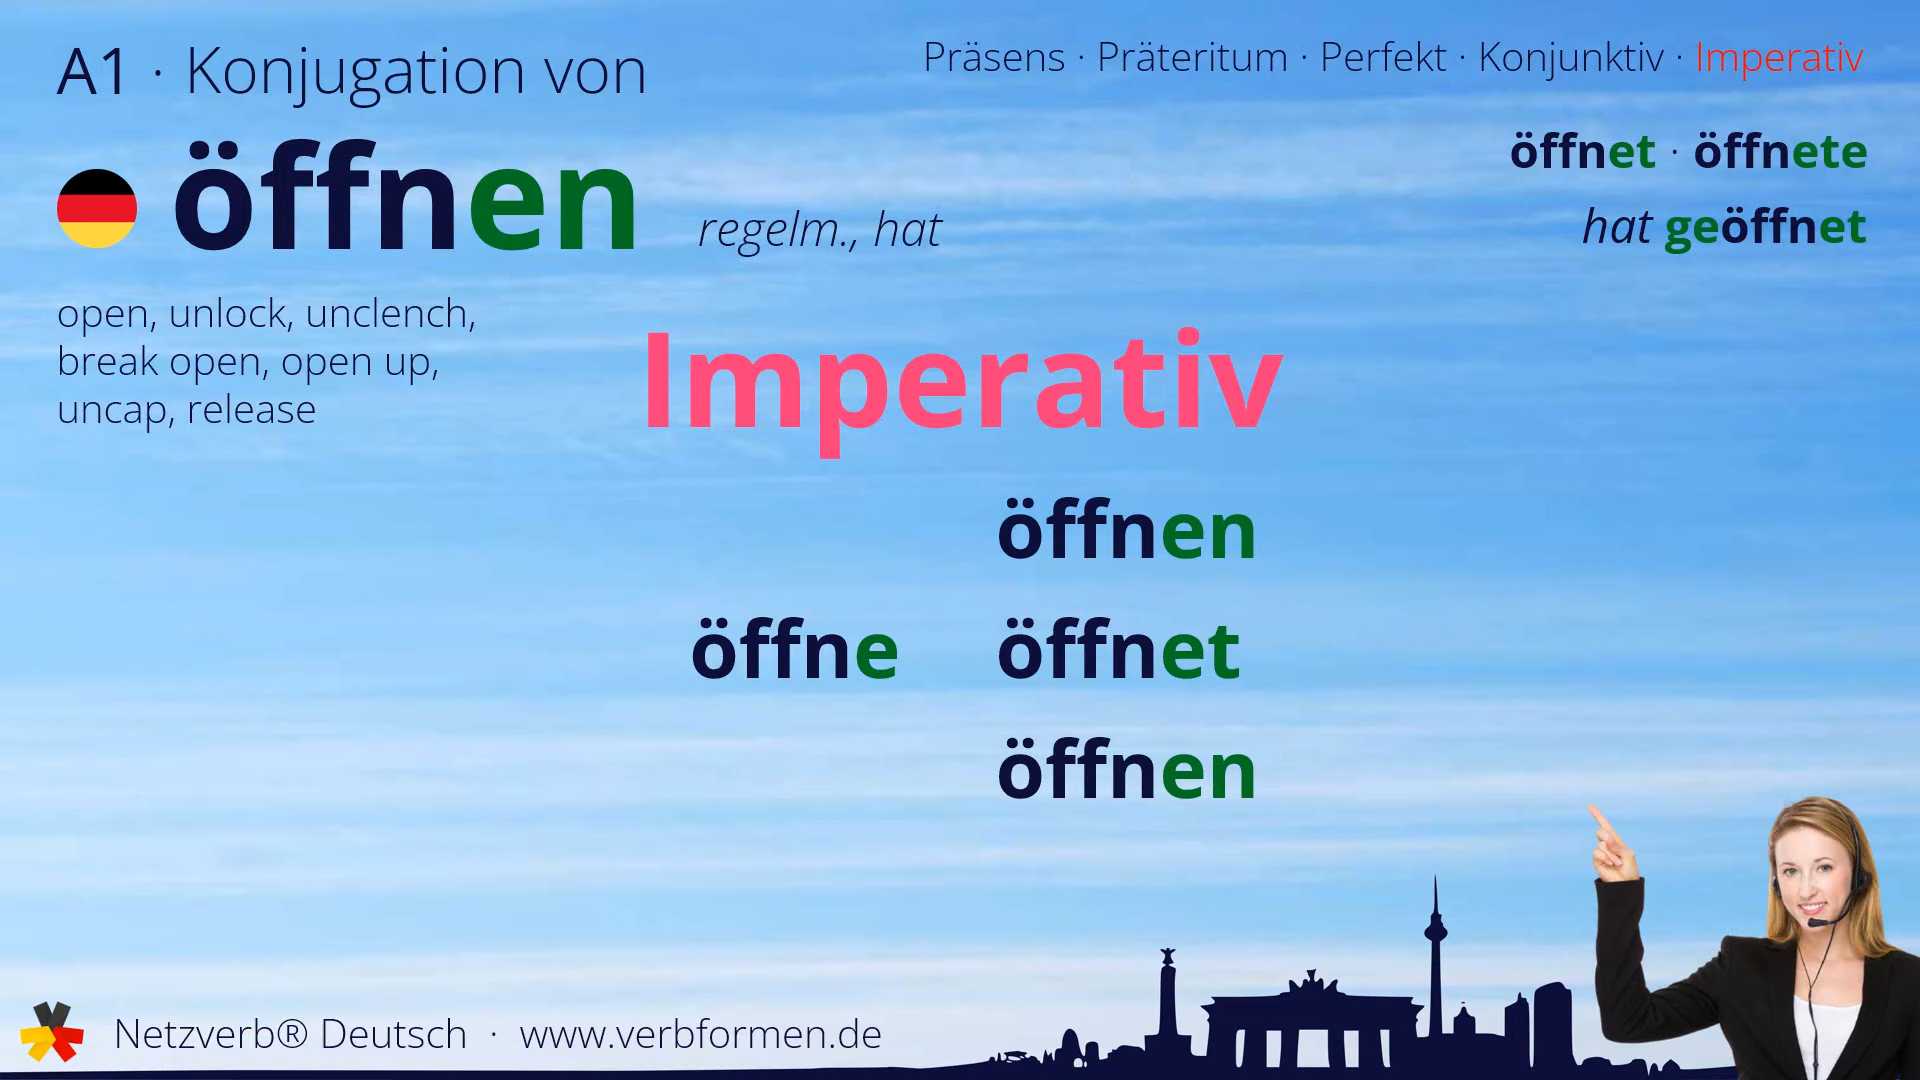 A1 · Konjugation von
Präsens · Präteritum · Perfekt · Konjunktiv · Imperativ
öffnen regelm., hat
öffnet · öffnete
hat geöffnet
open, unlock, unclench,
break open, open up,
uncap, release
Imperativ
öffnen
öffne öffnet
öffnen
Netzverb® Deutsch · www.verbformen.de